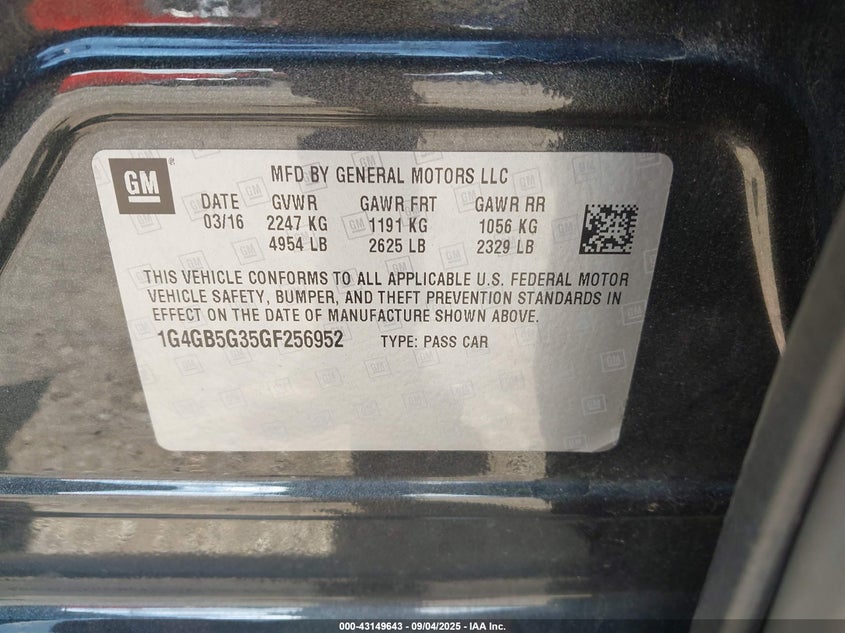 GM
MFD BY GENERAL MOTORS LLC
DATE GVWR GAWR FRT GAWR RR
03/16 2247 KG 1191 KG 1056 KG
4954 LB 2625 LB 2329 LB
THIS VEHICLE CONFORMS TO ALL APPLICABLE U.S. FEDERAL MOTOR
VEHICLE SAFETY, BUMPER, AND THEFT PREVENTION STANDARDS IN
EFFECT ON THE DATE OF MANUFACTURE SHOWN ABOVE.
1G4GB5G35GF256952 TYPE: PASS CAR
000-43149643 - 09/04/2025 - IAA Inc.